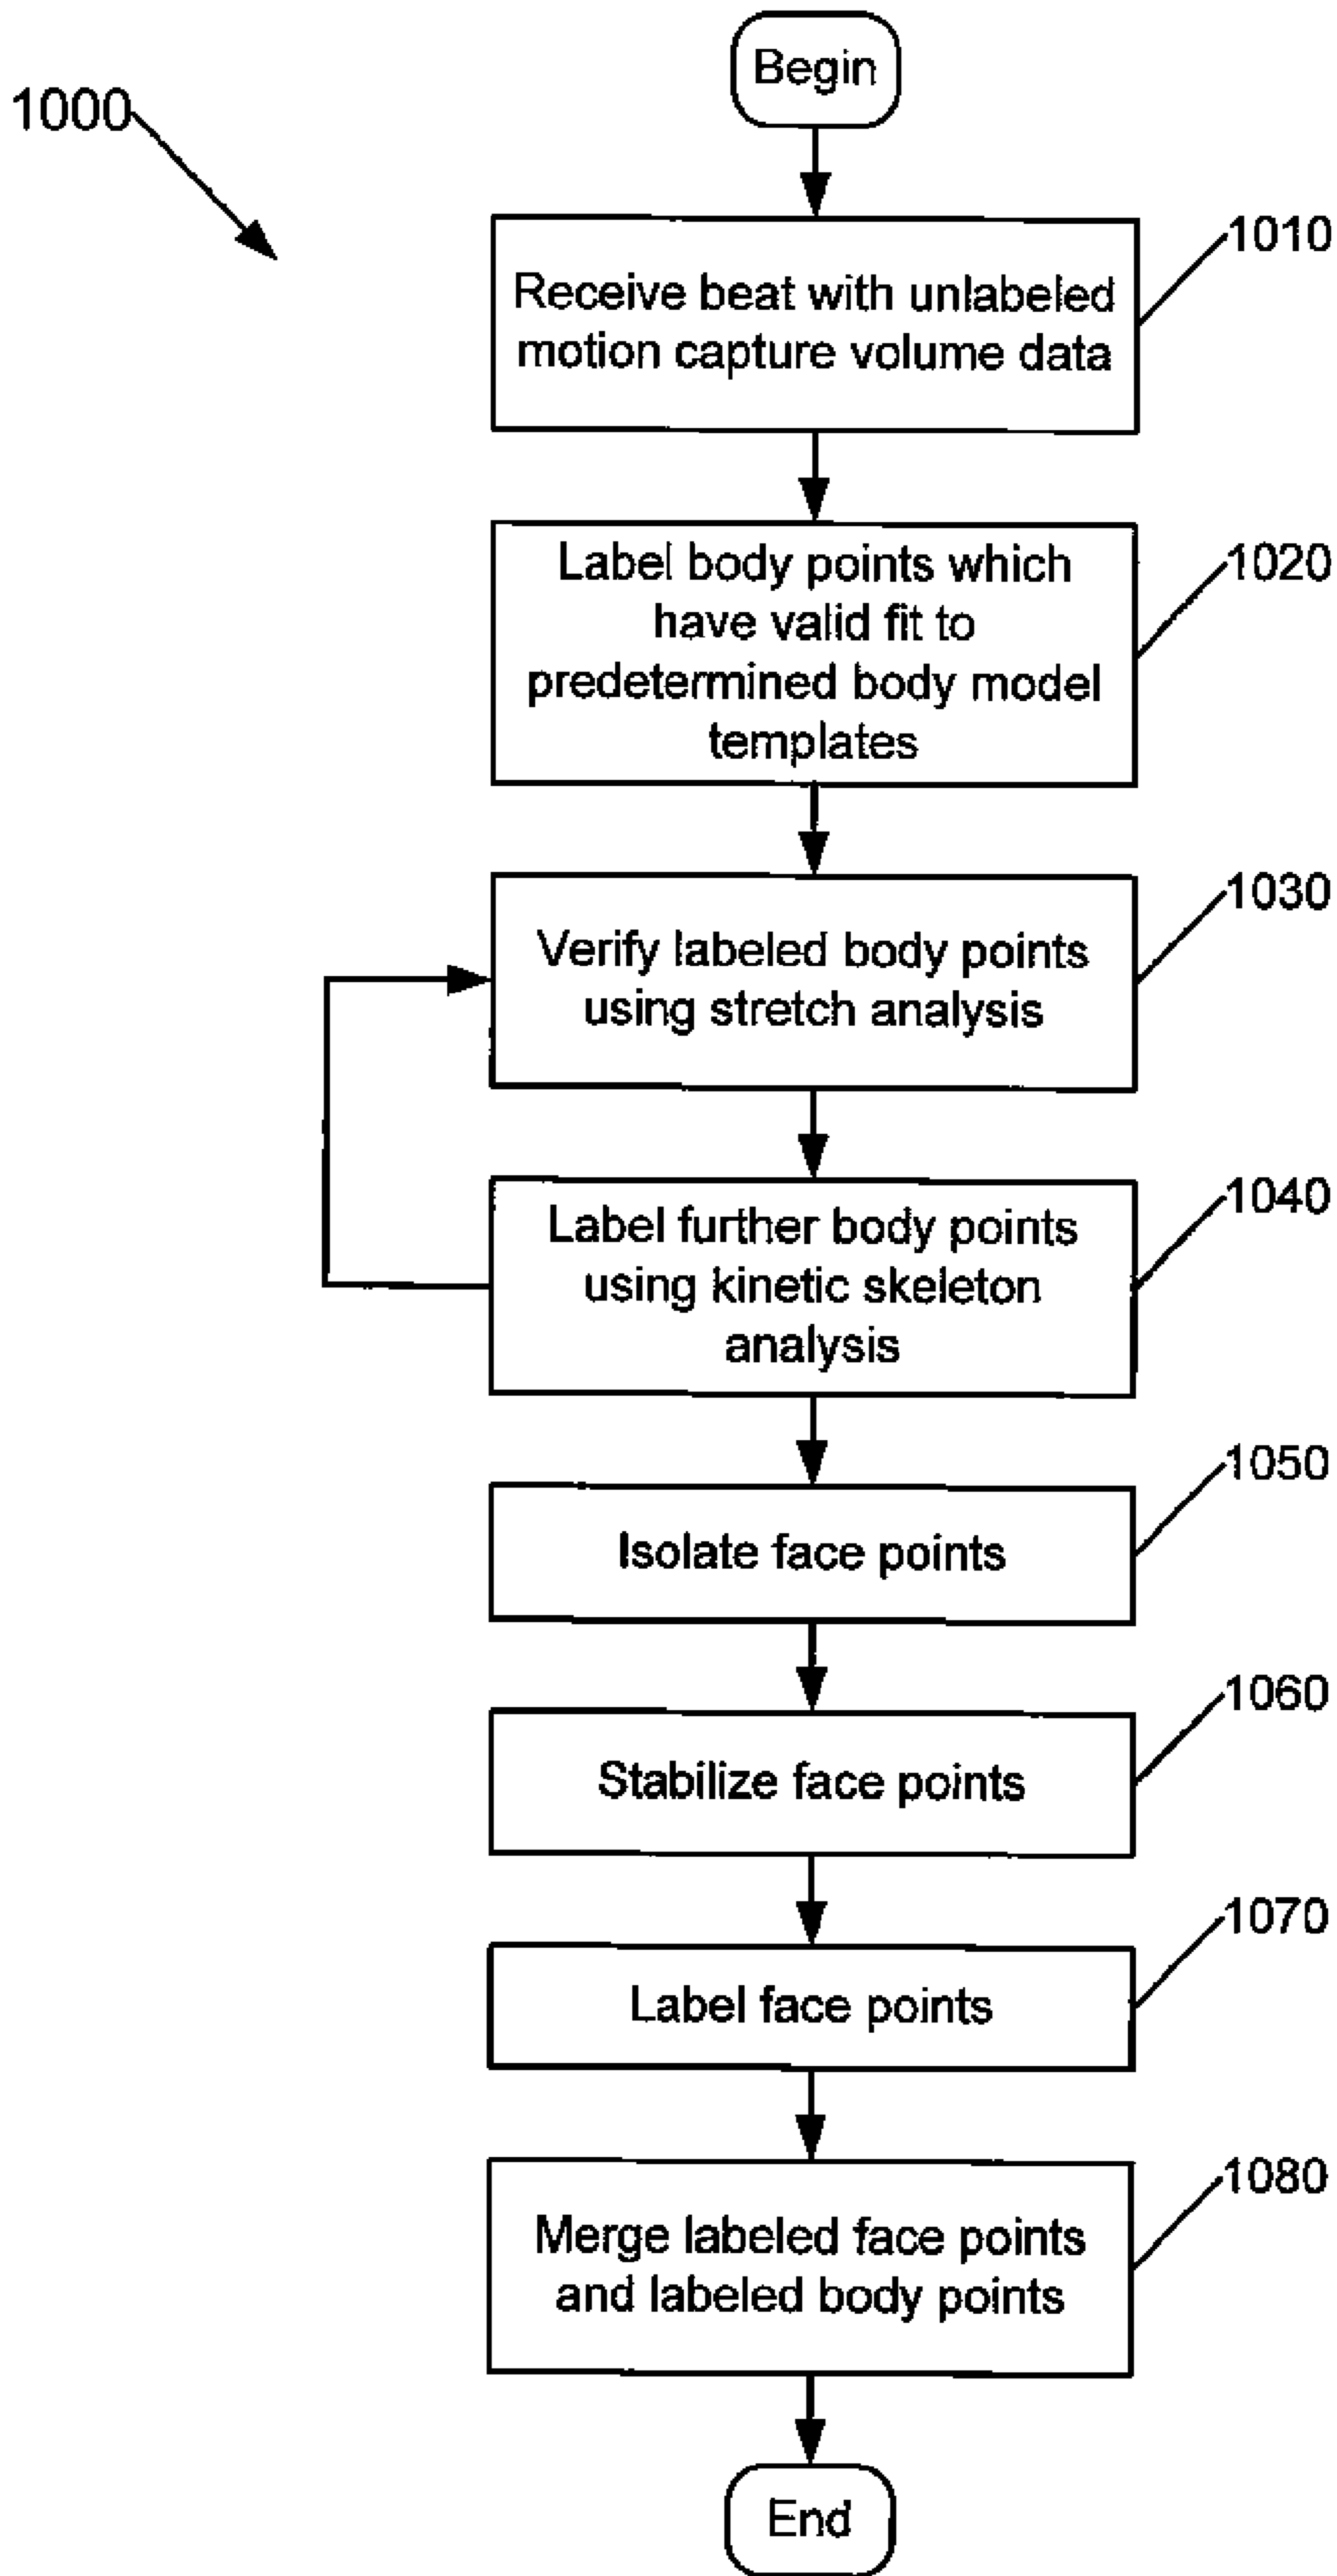 Begin
1000
1010
Receive beat with unlabeled
motion capture volume data
1020
Label body points which
have valid fit to
predetermined body model
templates
1030
Verify labeled body points
using stretch analysis
1040
Label further body points
using kinetic skeleton
analysis
1050
Isolate face points
1060
Stabilize face points
1070
Label face points
1080
Merge labeled face points
and labeled body points
End